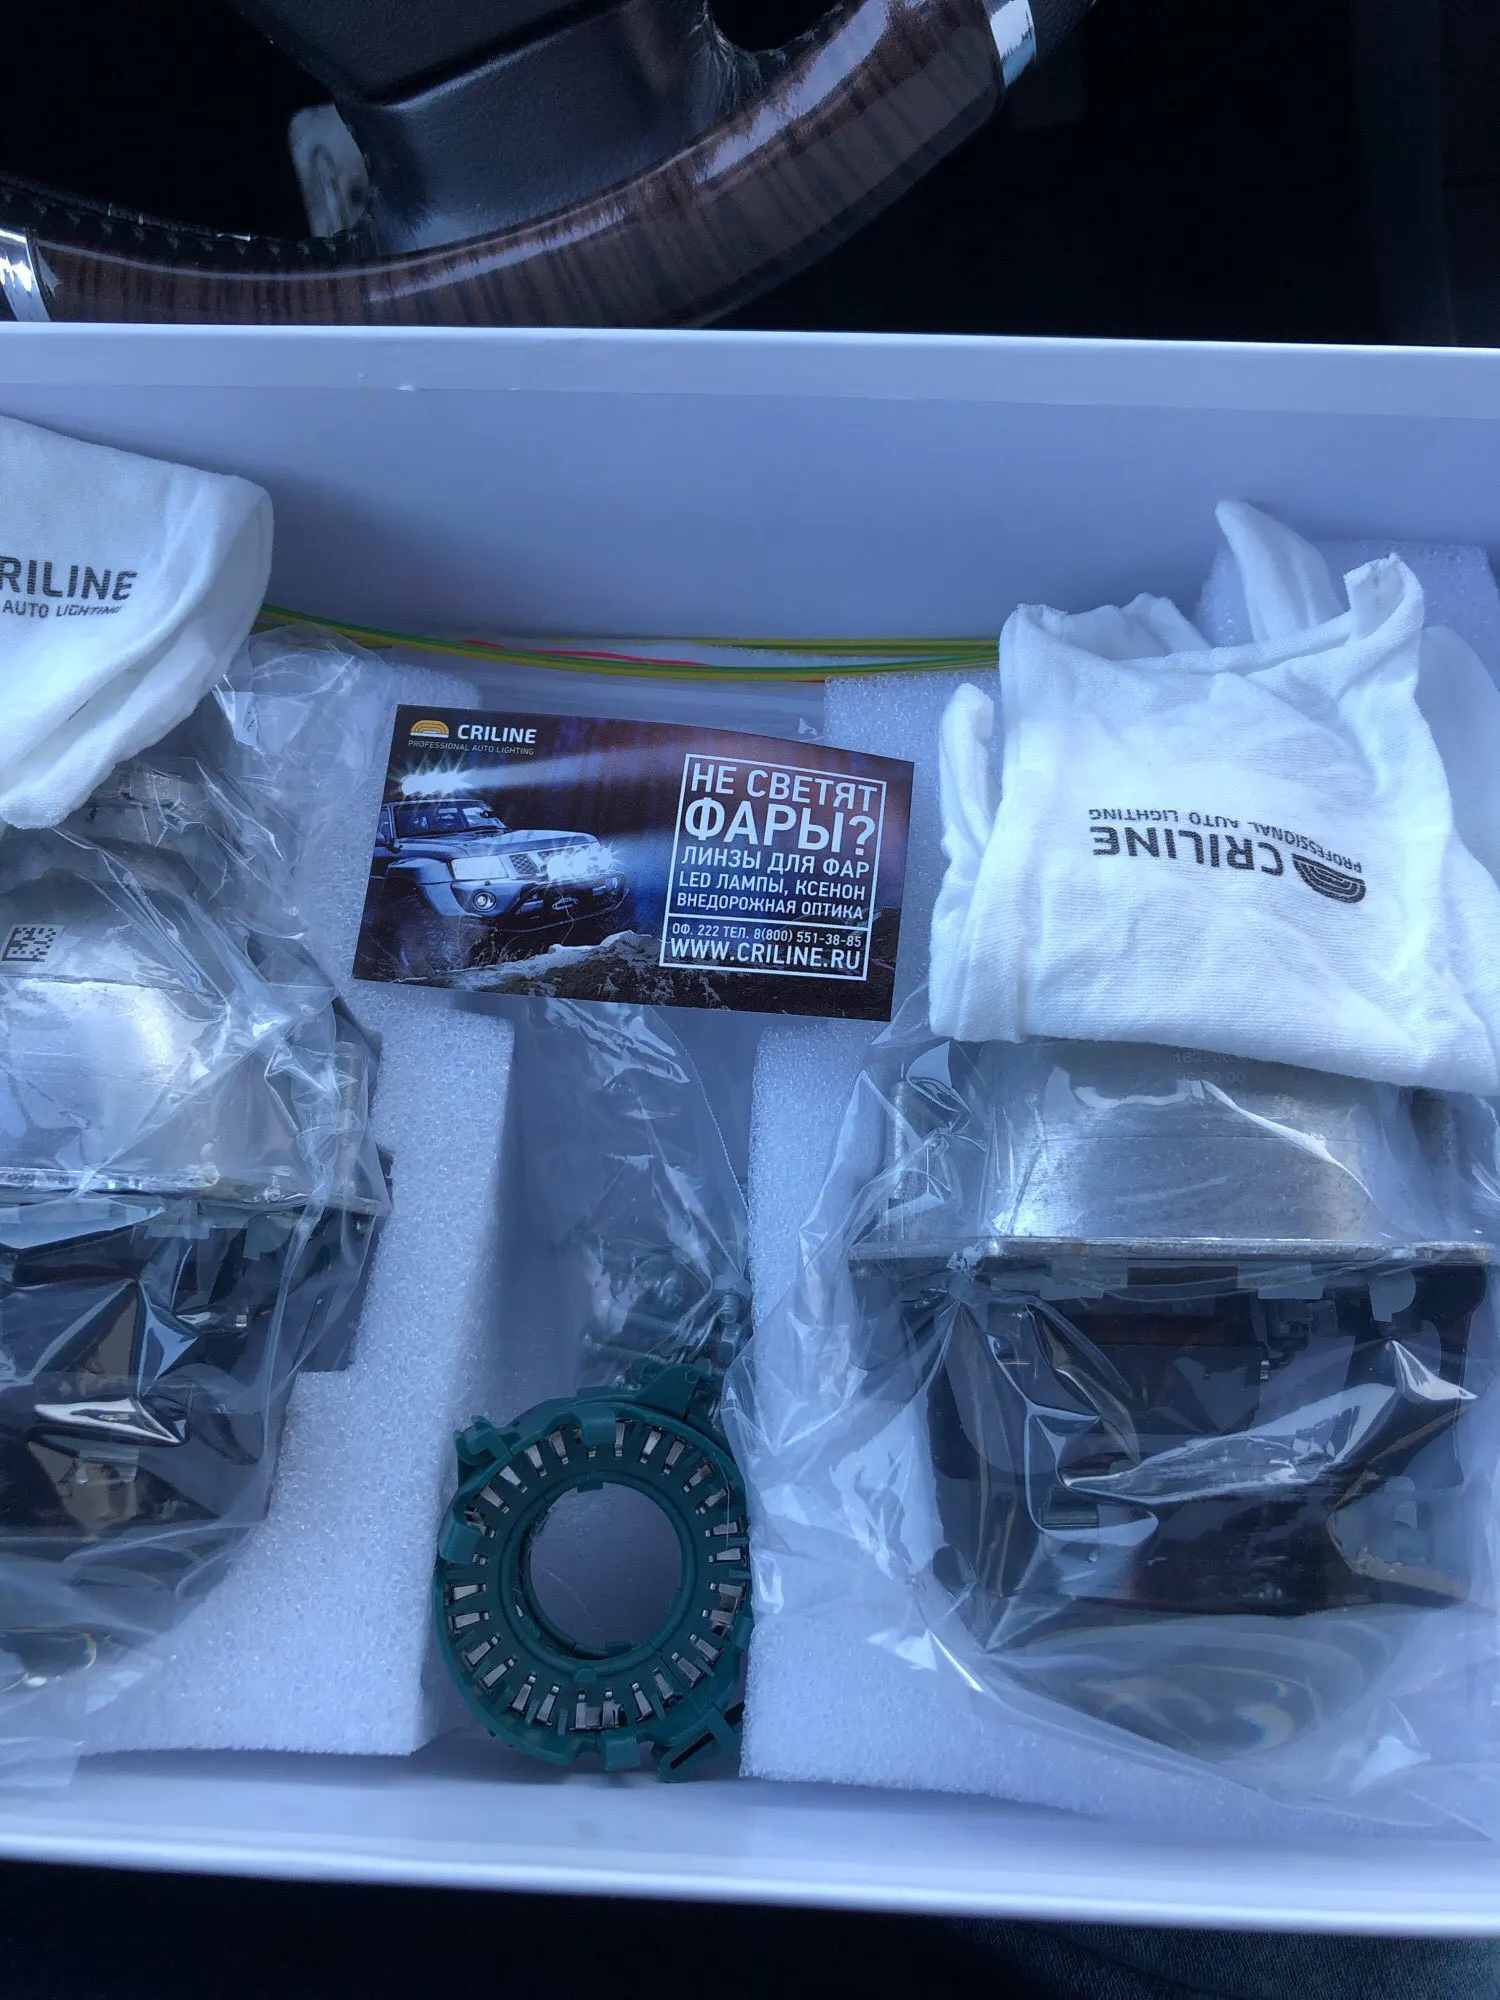 RILINE
AUTO LIGHTING
CRILINE
PROFESSIONAL AUTO LIGHTING
НЕ СВЕТЯТ
ФАРЫ?
ЛИНЗЫ ДЛЯ ФАР
LED ЛАМПЫ, КСЕНОН
ВНЕДОРОЖНАЯ ОПТИКА
ОФ. 222 ТЕЛ. 8(800) 551-38-85
WWW.CRILINE.RU
CRILINE
PROFESSIONAL AUTO LIGHTING